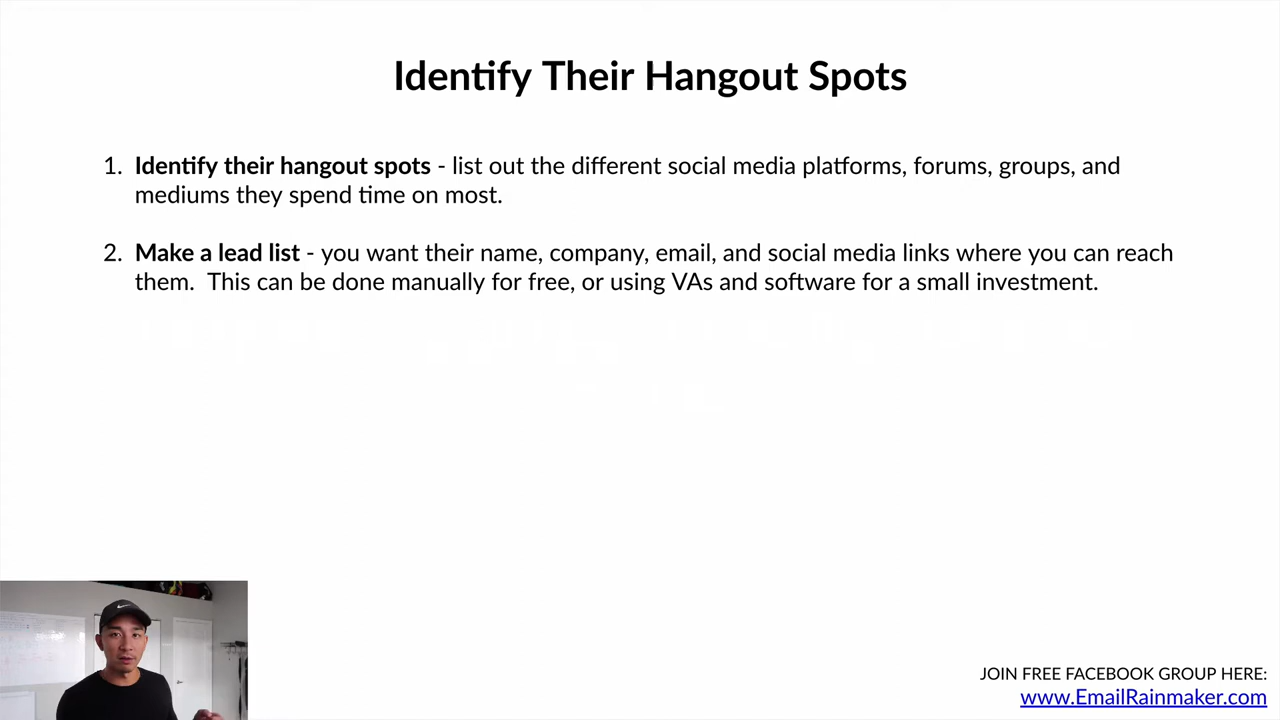 Identify Their Hangout Spots
1. Identify their hangout spots - list out the different social media platforms, forums, groups, and
mediums they spend time on most.
2. Make a lead list - you want their name, company, email, and social media links where you can reach
them.  This can be done manually for free, or using VAs and software for a small investment.
JOIN FREE FACEBOOK GROUP HERE:
www.EmailRainmaker.com